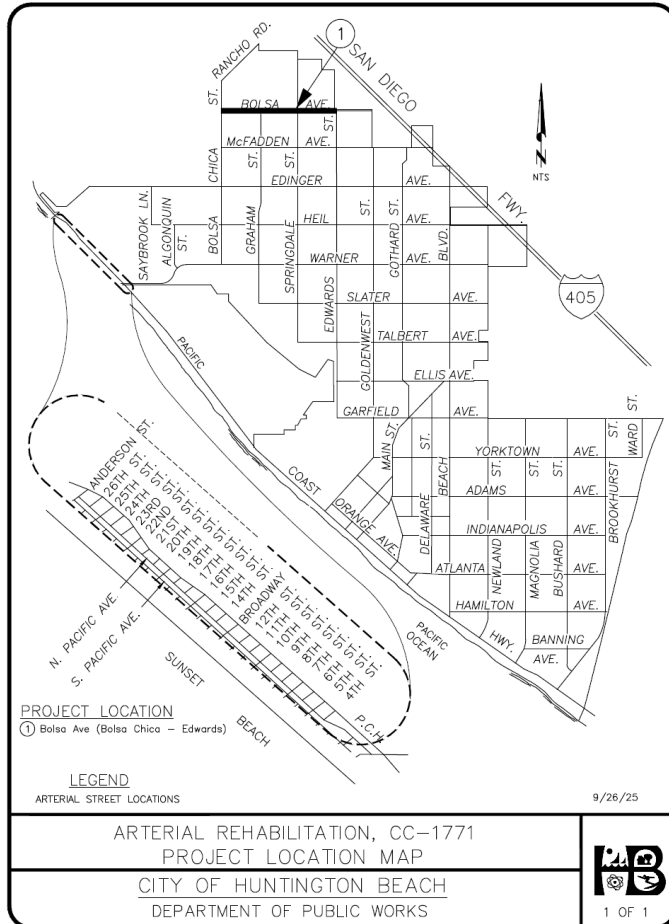 RANCHO RD.
1
SAN DIEGO
FWY.
405
NTS
N
BOLSA AVE.
McFADDEN AVE.
EDINGER AVE.
HEIL AVE.
WARNER AVE.
SLATER AVE.
TALBERT AVE.
ELLIS AVE.
GARFIELD AVE.
YORKTOWN AVE.
ADAMS AVE.
INDIANAPOLIS AVE.
ATLANTA AVE.
HAMILTON AVE.
BANNING AVE.
SAYBROOK LN.
ALGONQUIN ST.
BOLSA CHICA ST.
GRAHAM ST.
SPRINGDALE ST.
EDWARDS ST.
GOLDENWEST ST.
GOTHARD ST.
BEACH BLVD.
MAIN ST.
DELAWARE ST.
NEWLAND ST.
MAGNOLIA ST.
BUSHARD ST.
BROOKHURST ST.
WARD ST.
ORANGE AVE.
PACIFIC COAST HWY.
PACIFIC OCEAN
ANDERSON ST.
26TH ST.
25TH ST.
24TH ST.
23RD ST.
22ND ST.
21ST ST.
20TH ST.
19TH ST.
18TH ST.
17TH ST.
16TH ST.
15TH ST.
14TH ST.
BROADWAY
12TH ST.
11TH ST.
10TH ST.
9TH ST.
8TH ST.
7TH ST.
6TH ST.
5TH ST.
4TH ST.
N. PACIFIC AVE.
S. PACIFIC AVE.
SUNSET BEACH
P.C.H.
PROJECT LOCATION
1 Bolsa Ave (Bolsa Chica – Edwards)
LEGEND
ARTERIAL STREET LOCATIONS
9/26/25
ARTERIAL REHABILITATION, CC–1771
PROJECT LOCATION MAP
CITY OF HUNTINGTON BEACH
DEPARTMENT OF PUBLIC WORKS
HB
1 OF 1